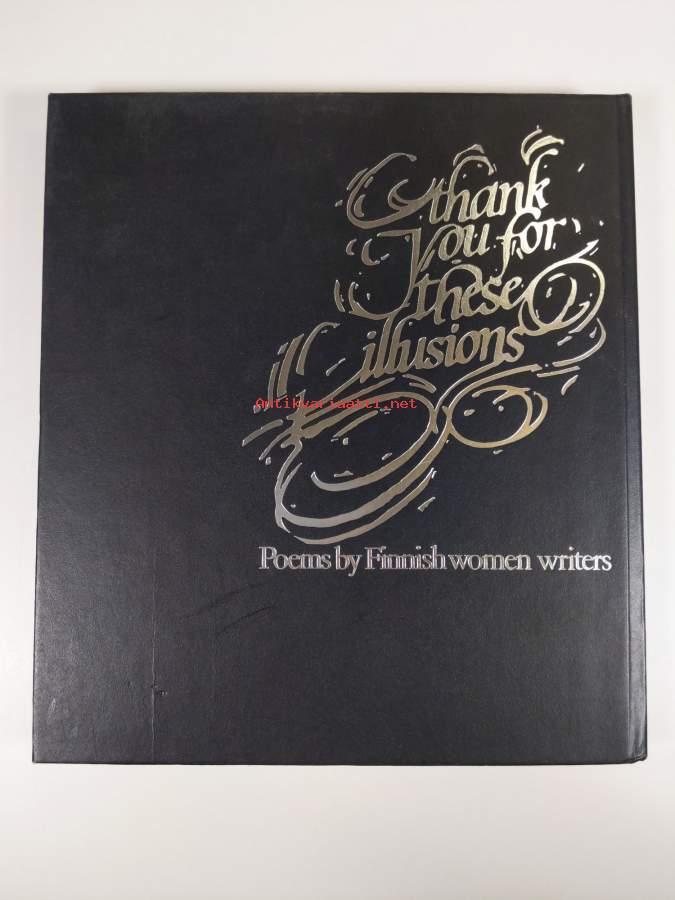 thank
You for
these
illusions
Antikvariaatti.net
Poems by Finnish women writers